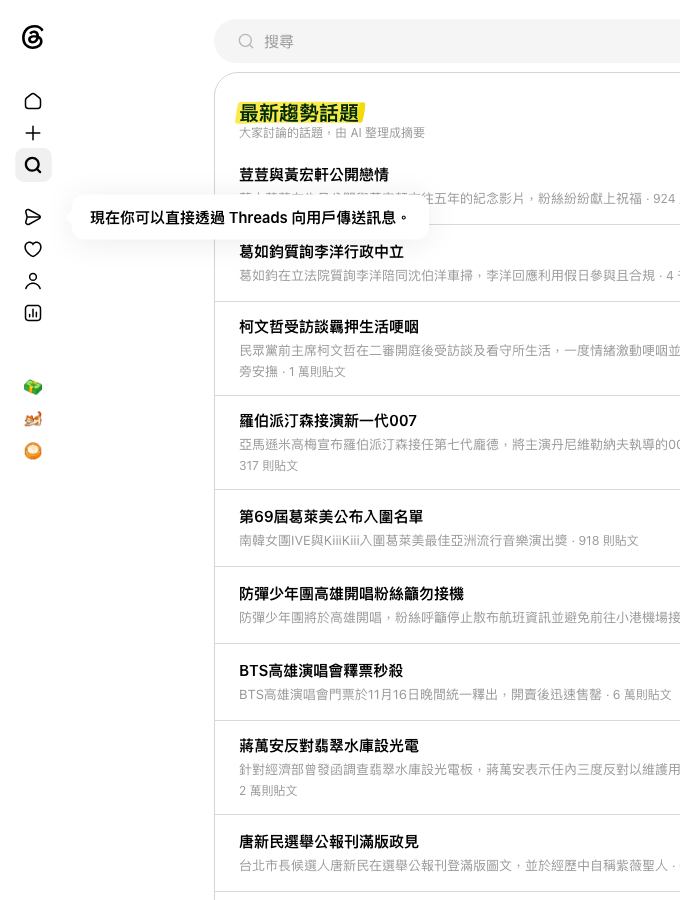 搜尋
最新趨勢話題
大家討論的話題，由 AI 整理成摘要
荳荳與黃宏軒公開戀情
往五年的紀念影片，粉絲紛紛獻上祝福 · 924
現在你可以直接透過 Threads 向用戶傳送訊息。
葛如鈞質詢李洋行政中立
葛如鈞在立法院質詢李洋陪同沈伯洋車掃，李洋回應利用假日參與且合規 · 4
柯文哲受訪談羈押生活哽咽
民眾黨前主席柯文哲在二審開庭後受訪談及看守所生活，一度情緒激動哽咽並
旁安撫 · 1 萬則貼文
羅伯派汀森接演新一代007
亞馬遜米高梅宣布羅伯派汀森接任第七代龐德，將主演丹尼維勒納夫執導的00
317 則貼文
第69屆葛萊美公布入圍名單
南韓女團IVE與KiiiKiii入圍葛萊美最佳亞洲流行音樂演出獎 · 918 則貼文
防彈少年團高雄開唱粉絲籲勿接機
防彈少年團將於高雄開唱，粉絲呼籲停止散布航班資訊並避免前往小港機場接
BTS高雄演唱會釋票秒殺
BTS高雄演唱會門票於11月16日晚間統一釋出，開賣後迅速售罄 · 6 萬則貼文
蔣萬安反對翡翠水庫設光電
針對經濟部曾發函調查翡翠水庫設光電板，蔣萬安表示任內三度反對以維護用
2 萬則貼文
唐新民選舉公報刊滿版政見
台北市長候選人唐新民在選舉公報刊登滿版圖文，並於經歷中自稱紫薇聖人 ·